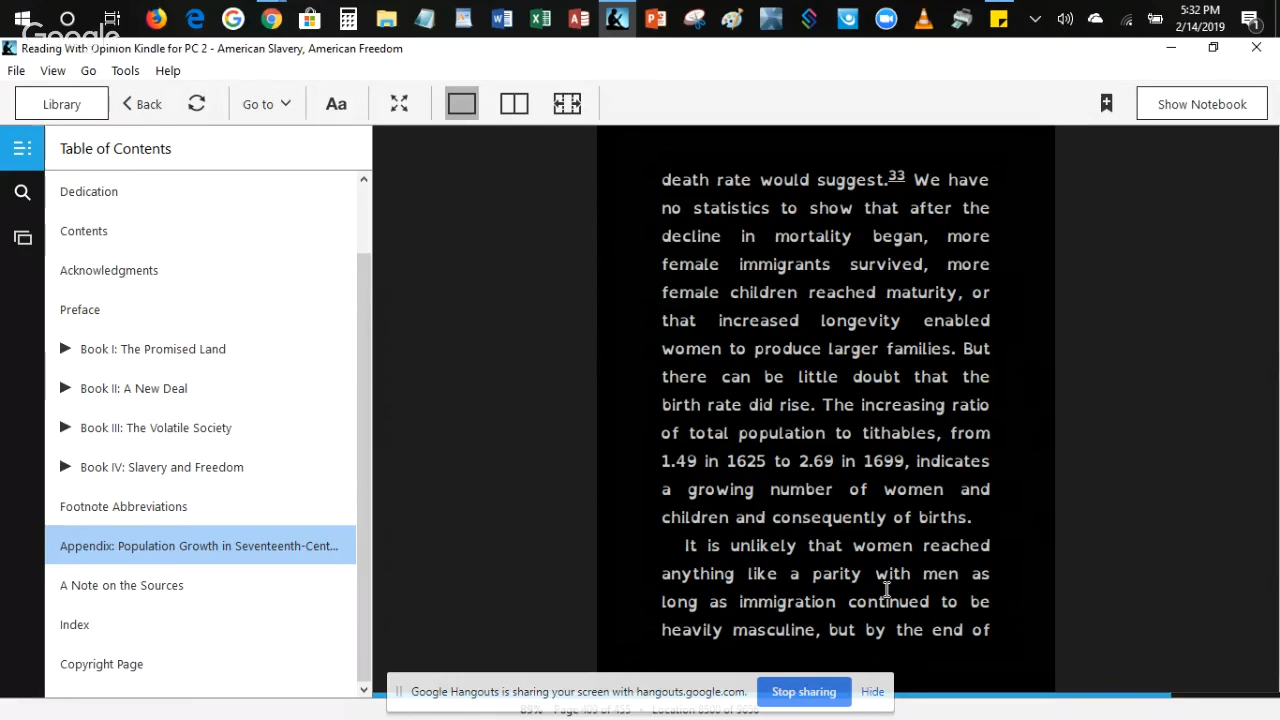 5:32 PM
2/14/2019
Google
Reading With Opinion Kindle for PC 2 - American Slavery, American Freedom
File View Go Tools Help
Library Back Go to Aa Show Notebook
Table of Contents
Dedication
Contents
Acknowledgments
Preface
Book I: The Promised Land
Book II: A New Deal
Book III: The Volatile Society
Book IV: Slavery and Freedom
Footnote Abbreviations
Appendix: Population Growth in Seventeenth-Cent...
A Note on the Sources
Index
Copyright Page
death rate would suggest.33 We have
no statistics to show that after the
decline in mortality began, more
female immigrants survived, more
female children reached maturity, or
that increased longevity enabled
women to produce larger families. But
there can be little doubt that the
birth rate did rise. The increasing ratio
of total population to tithables, from
1.49 in 1625 to 2.69 in 1699, indicates
a growing number of women and
children and consequently of births.
It is unlikely that women reached
anything like a parity with men as
long as immigration continued to be
heavily masculine, but by the end of
Google Hangouts is sharing your screen with hangouts.google.com. Stop sharing Hide